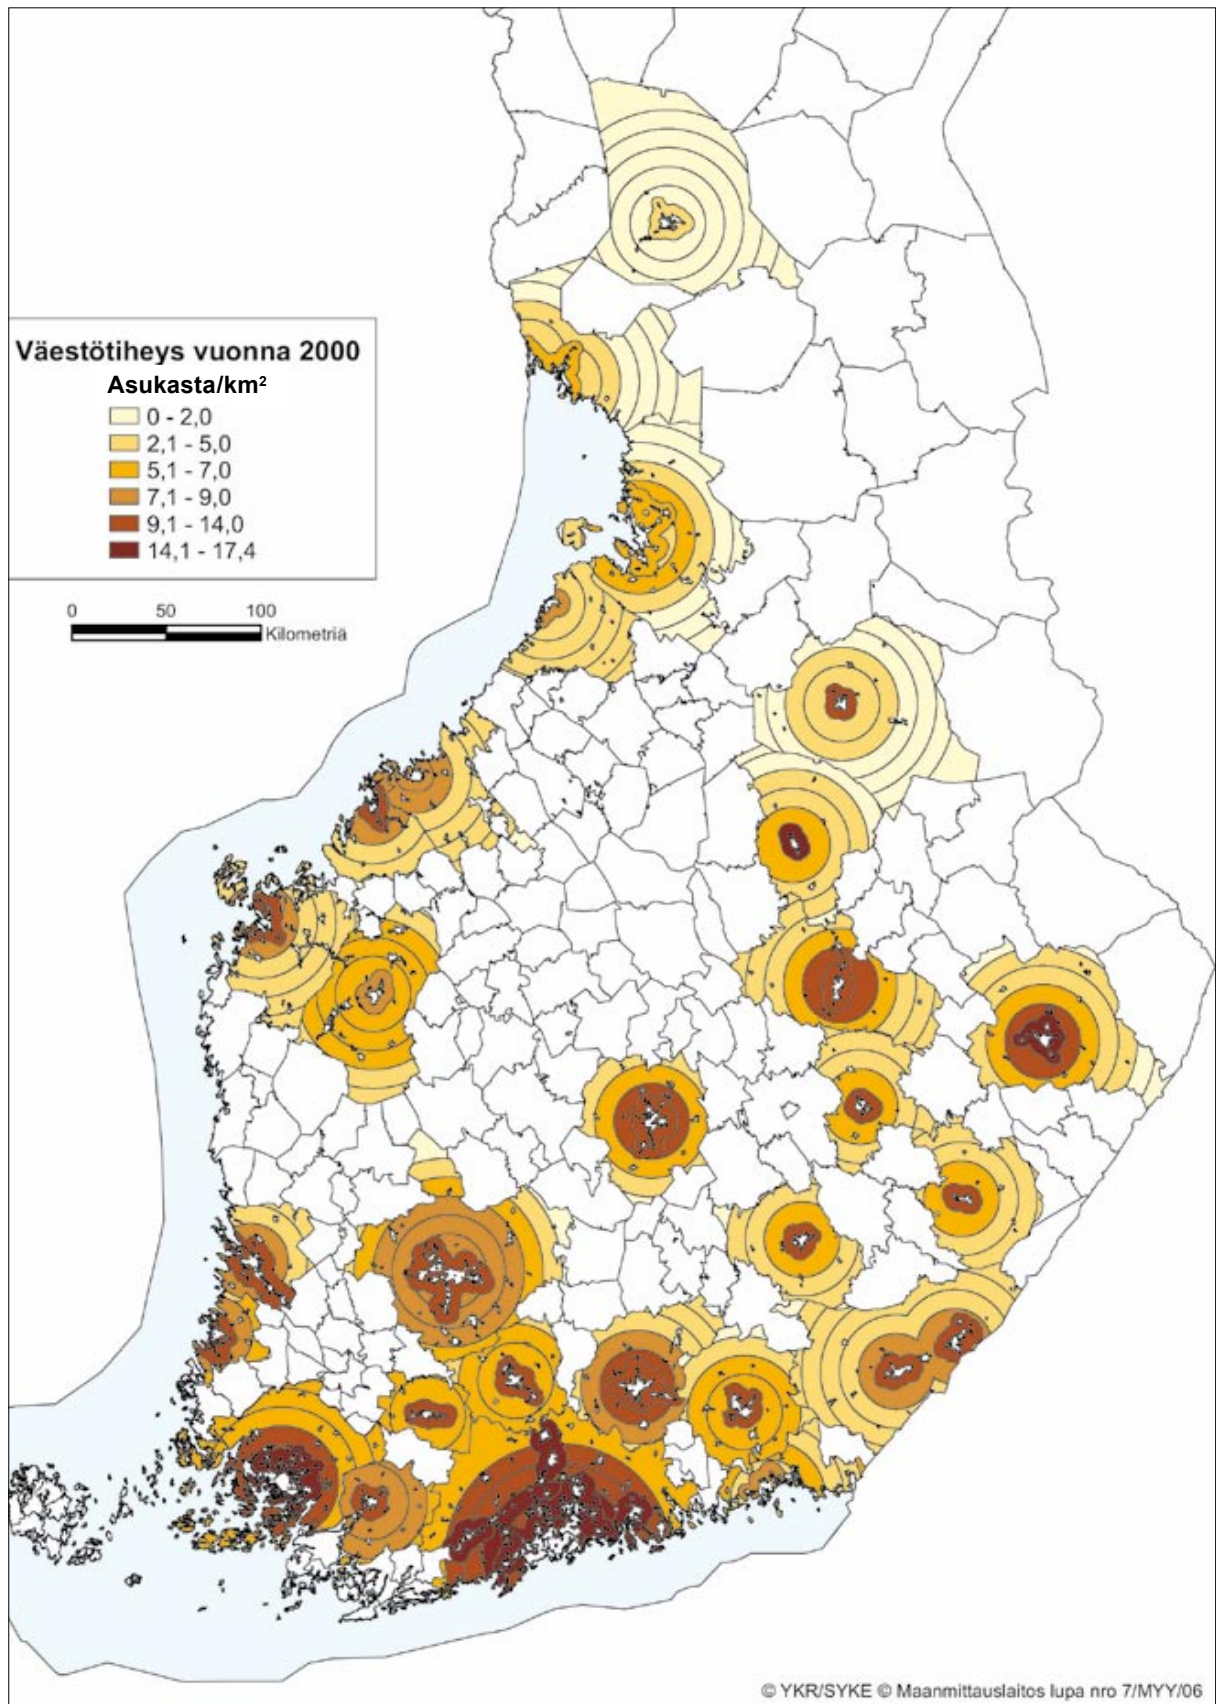 Väestötiheys vuonna 2000
Asukasta/km²
0 - 2,0
2,1 - 5,0
5,1 - 7,0
7,1 - 9,0
9,1 - 14,0
14,1 - 17,4
0 50 100
Kilometriä
© YKR/SYKE © Maanmittauslaitos lupa nro 7/MYY/06